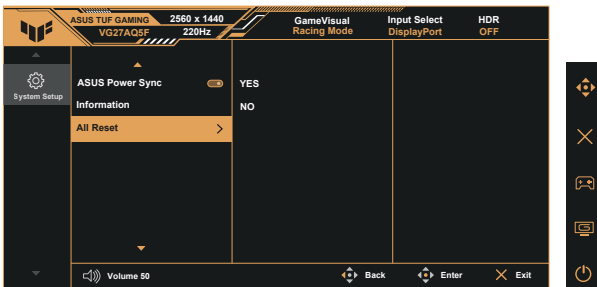 ASUS TUF GAMING 2560 x 1440
VG27AQ5F 220Hz
GameVisual Input Select HDR
Racing Mode DisplayPort OFF
System Setup
ASUS Power Sync YES
Information NO
All Reset
Volume 50 Back Enter Exit